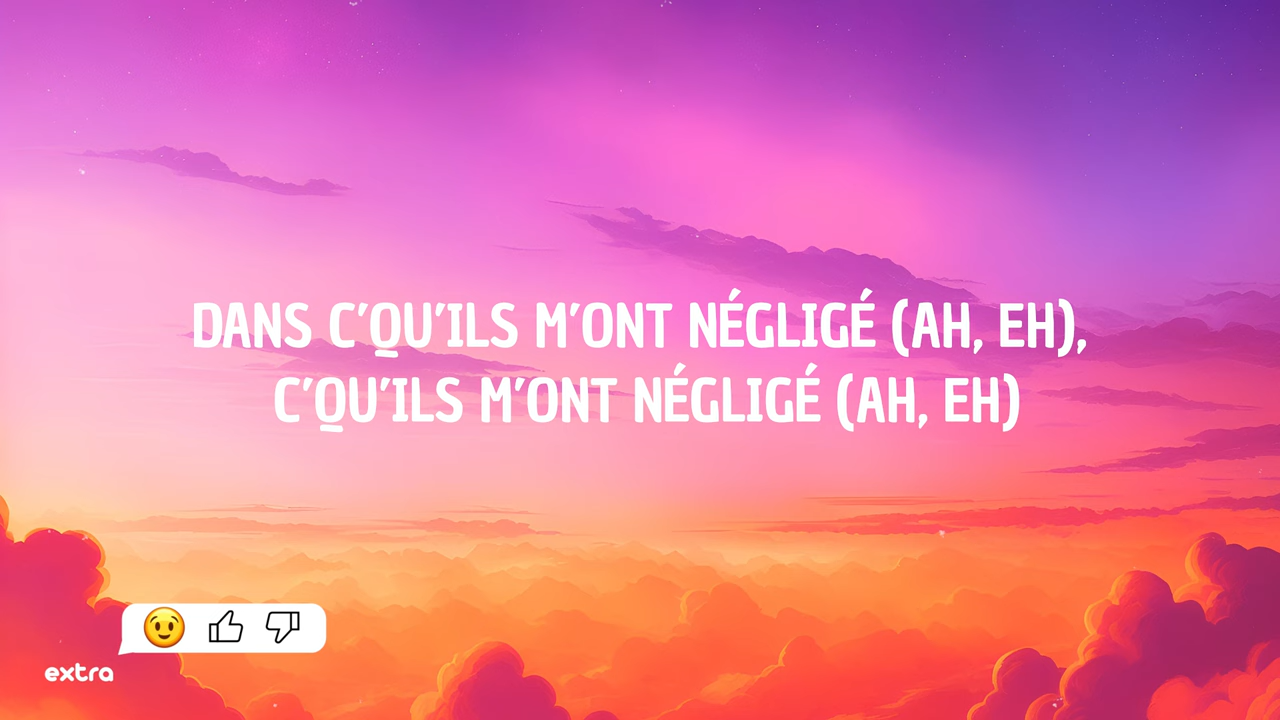 DANS C'QU'ILS M'ONT NÉGLIGÉ (AH, EH),
C'QU'ILS M'ONT NÉGLIGÉ (AH, EH)
extra